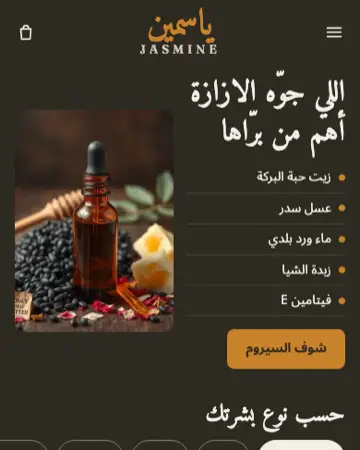 ياسمين
JASMINE
اللي جوّه الازازة
أهم من برّاها
زيت حبة البركة
عسل سدر
ماء ورد بلدي
زبدة الشيا
فيتامين E
شوف السيروم
حسب نوع بشرتك